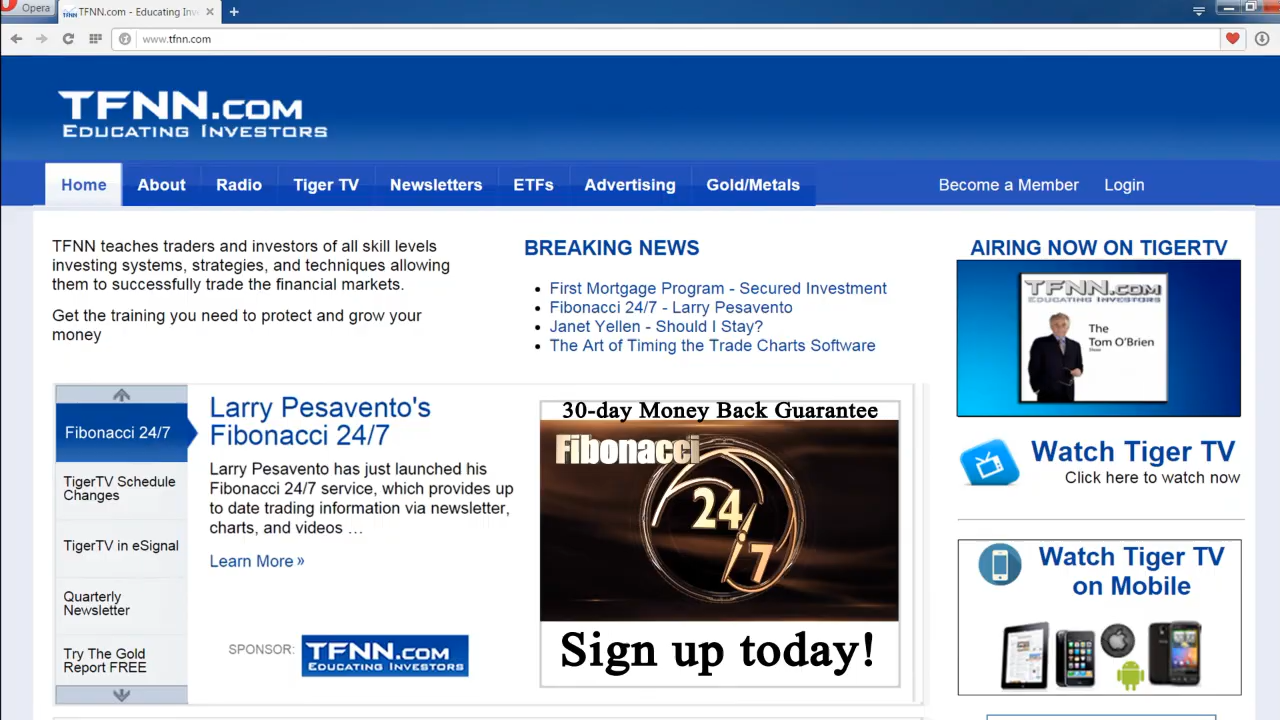 Opera
TFNN.com - Educating Inv
www.tfnn.com
TFNN.COM
EDUCATING INVESTORS
Home
About
Radio
Tiger TV
Newsletters
ETFs
Advertising
Gold/Metals
Become a Member
Login
TFNN teaches traders and investors of all skill levels
investing systems, strategies, and techniques allowing
them to successfully trade the financial markets.
Get the training you need to protect and grow your
money
BREAKING NEWS
First Mortgage Program - Secured Investment
Fibonacci 24/7 - Larry Pesavento
Janet Yellen - Should I Stay?
The Art of Timing the Trade Charts Software
AIRING NOW ON TIGERTV
TFNN.COM
EDUCATING INVESTORS
The
Tom O'Brien
Show
Watch Tiger TV
Click here to watch now
Watch Tiger TV
on Mobile
Fibonacci 24/7
TigerTV Schedule
Changes
TigerTV in eSignal
Quarterly
Newsletter
Try The Gold
Report FREE
Larry Pesavento's
Fibonacci 24/7
Larry Pesavento has just launched his
Fibonacci 24/7 service, which provides up
to date trading information via newsletter,
charts, and videos …
Learn More »
SPONSOR:
TFNN.COM
EDUCATING INVESTORS
30-day Money Back Guarantee
Fibonacci
24
7
Sign up today!